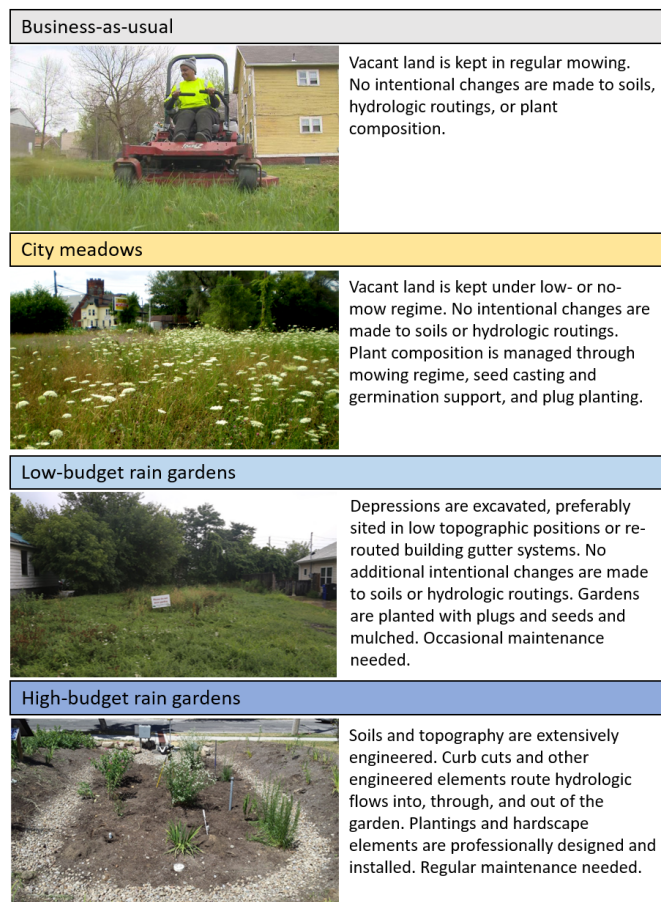 Business-as-usual
Vacant land is kept in regular mowing.
No intentional changes are made to soils,
hydrologic routings, or plant
composition.
City meadows
Vacant land is kept under low- or no-
mow regime. No intentional changes are
made to soils or hydrologic routings.
Plant composition is managed through
mowing regime, seed casting and
germination support, and plug planting.
Low-budget rain gardens
Depressions are excavated, preferably
sited in low topographic positions or re-
routed building gutter systems. No
additional intentional changes are made
to soils or hydrologic routings. Gardens
are planted with plugs and seeds and
mulched. Occasional maintenance
needed.
High-budget rain gardens
Soils and topography are extensively
engineered. Curb cuts and other
engineered elements route hydrologic
flows into, through, and out of the
garden. Plantings and hardscape
elements are professionally designed and
installed. Regular maintenance needed.